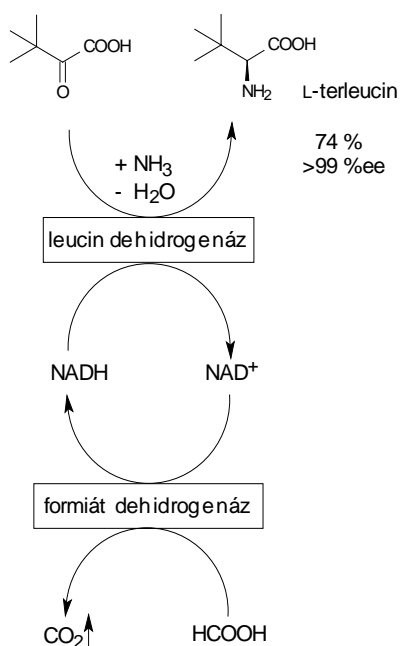 COOH
O
COOH
NH2
L-terleucin
74 %
>99 %ee
+ NH3
- H2O
leucin dehidrogenáz
NADH
NAD+
formiát dehidrogenáz
CO2
HCOOH